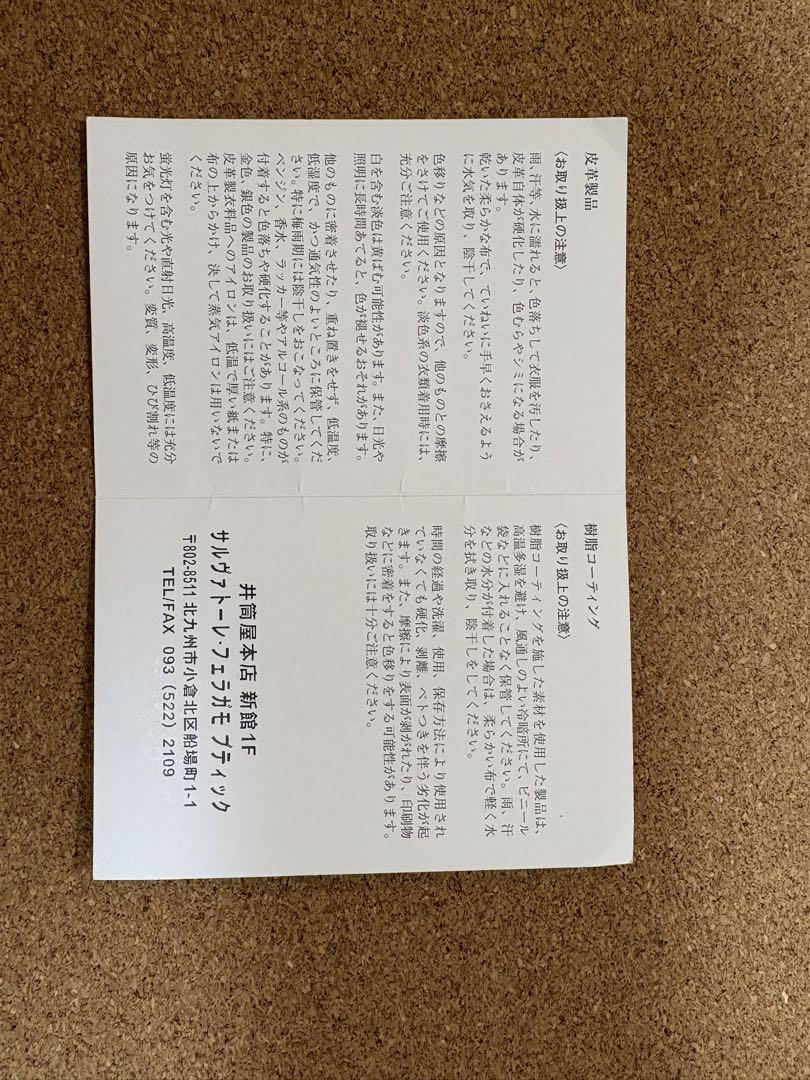 皮革製品
〈お取り扱上の注意〉
雨、汗等、水に濡れると、色落ちして衣服を汚したり、
皮革自体が硬化したり、色むらやシミになる場合が
あります。
乾いた柔らかな布で、ていねいに手早くおさえるよう
に水気を取り、陰干してください。
色移りなどの原因となりますので、他のものとの摩擦
をさけてご使用ください。淡色系の衣類着用時には、
充分ご注意ください。
白を含む淡色は黄ばむ可能性があります。また、日光や
照明に長時間あてると、色が褪せるおそれがあります。
他のものに密着させたり、重ね置きをせず、低温度、
低湿度で、かつ通気性のよいところに保管してくだ
さい。特に梅雨期には陰干しをおこなってください。
ベンジン、香水、ラッカー等やアルコール系のものが
付着すると色落ちや硬化することがあります。特に、
金色、銀色の製品のお取り扱いにはご注意ください。
皮革製衣料品へのアイロンは、低温で厚い紙または
布の上からかけ、決して蒸気アイロンは用いないで
ください。
蛍光灯を含む光や直射日光、高温度、低温度には充分
お気をつけてください。変質、変形、ひび割れ等の
原因になります。
樹脂コーティング
〈お取り扱上の注意〉
樹脂コーティングを施した素材を使用した製品は、
高温多湿を避け、風通しのよい冷暗所にて、ビニール
袋などに入れることなく保管してください。雨、汗
などの水分が付着した場合は、柔らかい布で軽く水
分を拭き取り、陰干しをしてください。
時間の経過や洗濯、使用、保存方法により使用され
ていなくても硬化、剥離、ベトつきを伴う劣化が起
きます。また、摩擦により表面が剥がれたり、印刷物
などに密着をすると色移りをする可能性があります。
取り扱いには十分ご注意ください。
井筒屋本店 新館1F
サルヴァトーレ・フェラガモ ブティック
〒802-8511 北九州市小倉北区船場町1-1
TEL/FAX 093 (522) 2109